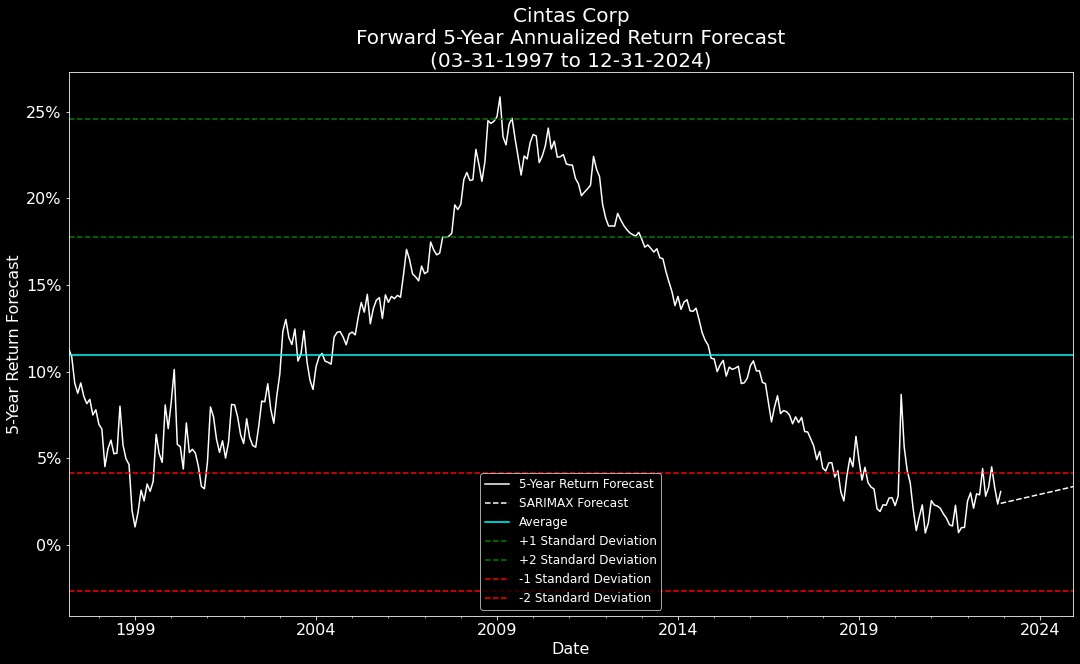 Cintas Corp
Forward 5-Year Annualized Return Forecast
(03-31-1997 to 12-31-2024)
25%
20%
15%
10%
5%
0%
5-Year Return Forecast
5-Year Return Forecast
SARIMAX Forecast
Average
+1 Standard Deviation
+2 Standard Deviation
-1 Standard Deviation
-2 Standard Deviation
1999
2004
2009
2014
2019
2024
Date